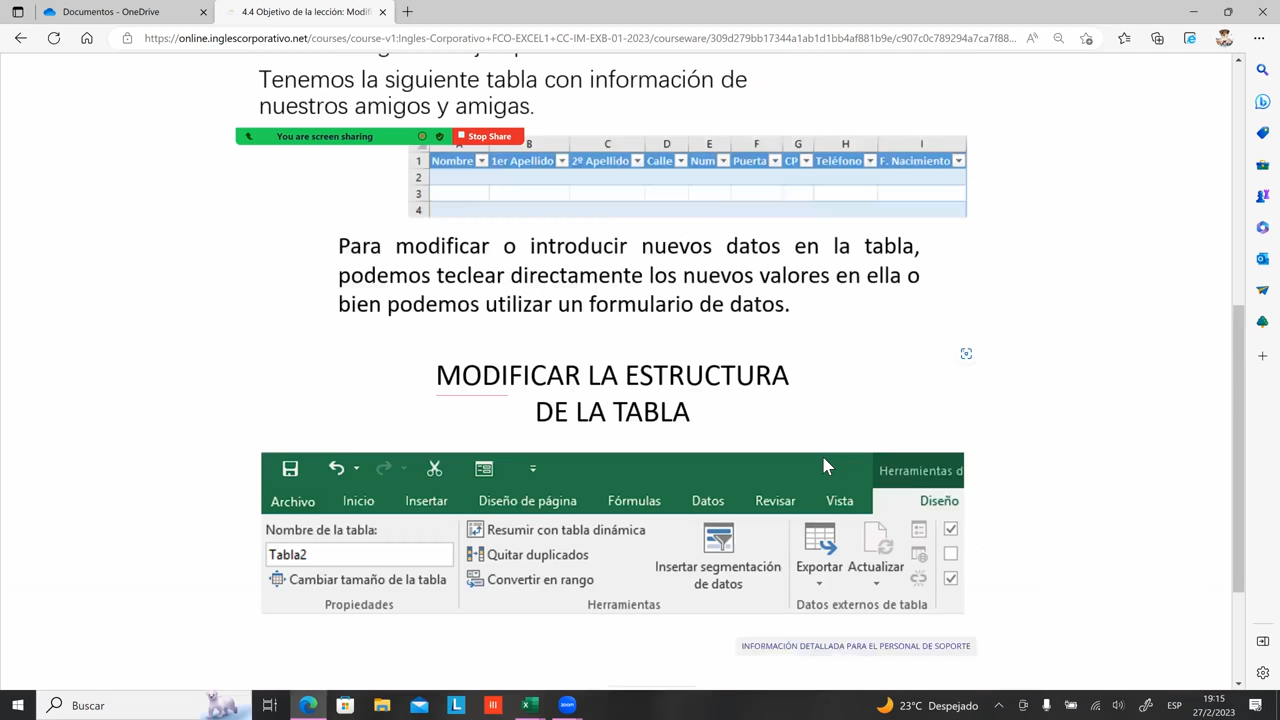 Documentos - OneDrive
4.4 Objetivo de la lección: Modifi
https://online.inglescorporativo.net/courses/course-v1:Ingles-Corporativo+FCO-EXCEL1+CC-IM-EXB-01-2023/courseware/309d279bb17344a1ab1d1bb4af881b9e/c907c0c789294a7ca7f88...
Tenemos la siguiente tabla con información de
nuestros amigos y amigas.
You are screen sharing
Stop Share
A B C D E F G H I
1 Nombre 1er Apellido 2º Apellido Calle Num Puerta CP Teléfono F. Nacimiento
2
3
4
Para modificar o introducir nuevos datos en la tabla,
podemos teclear directamente los nuevos valores en ella o
bien podemos utilizar un formulario de datos.
MODIFICAR LA ESTRUCTURA
DE LA TABLA
Herramientas d
Archivo Inicio Insertar Diseño de página Fórmulas Datos Revisar Vista Diseño
Nombre de la tabla:
Tabla2
Cambiar tamaño de la tabla
Propiedades
Resumir con tabla dinámica
Quitar duplicados
Convertir en rango
Insertar segmentación
de datos
Herramientas
Exportar Actualizar
Datos externos de tabla
INFORMACIÓN DETALLADA PARA EL PERSONAL DE SOPORTE
Buscar
L
zoom
23°C Despejado
ESP
19:15
27/2/2023